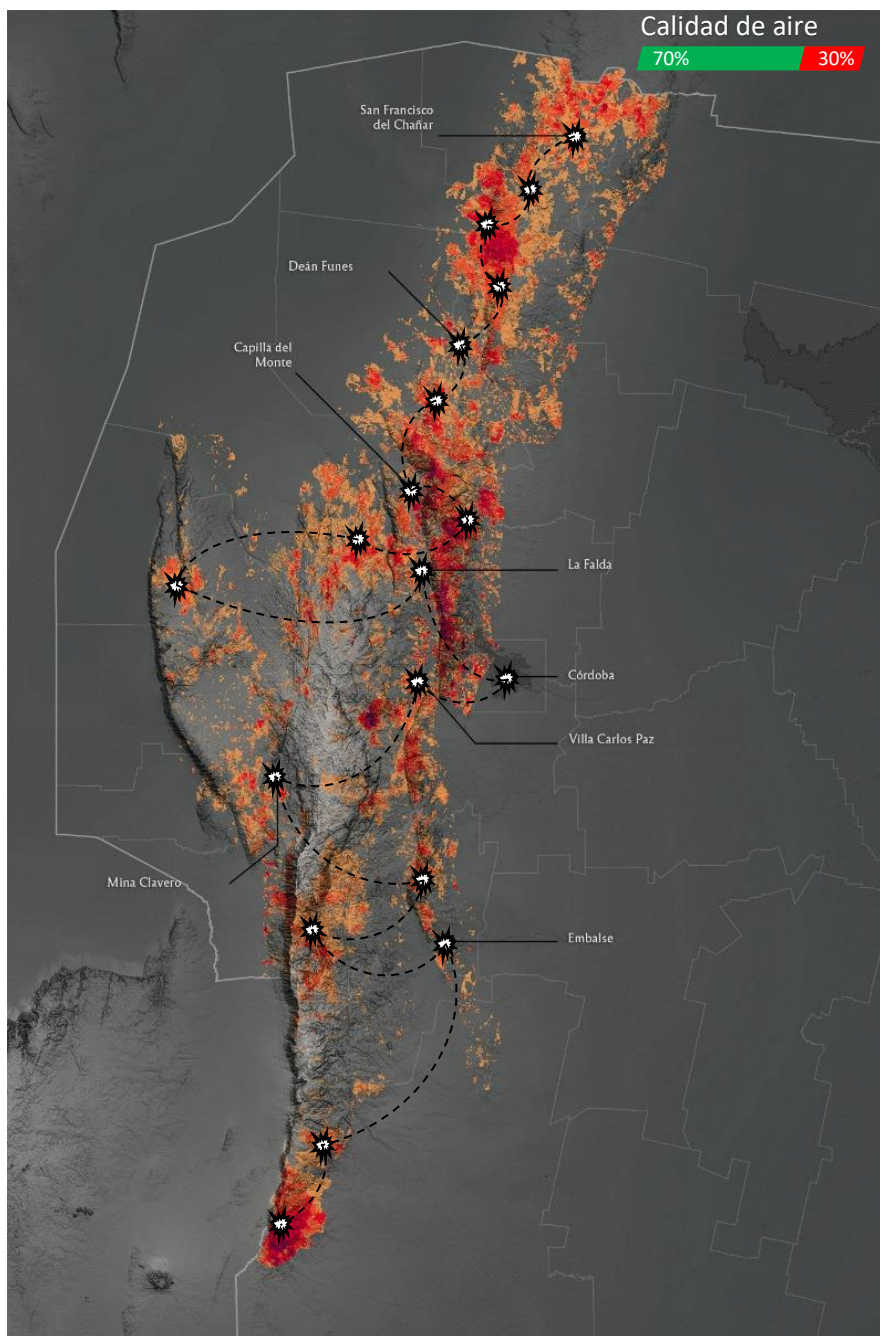 Calidad de aire
70%
30%
San Francisco
del Chañar
Deán Funes
Capilla del
Monte
La Falda
Córdoba
Villa Carlos Paz
Mina Clavero
Embalse